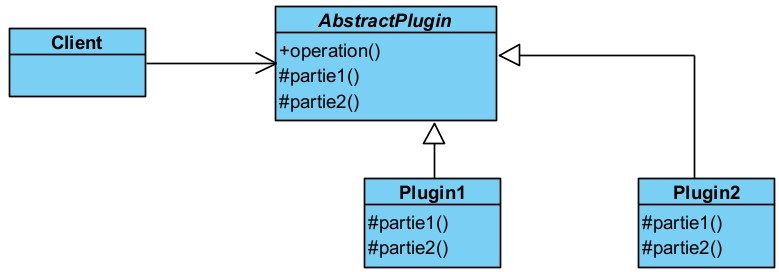 Client
AbstractPlugin
+operation()
#partie1()
#partie2()
Plugin1
#partie1()
#partie2()
Plugin2
#partie1()
#partie2()